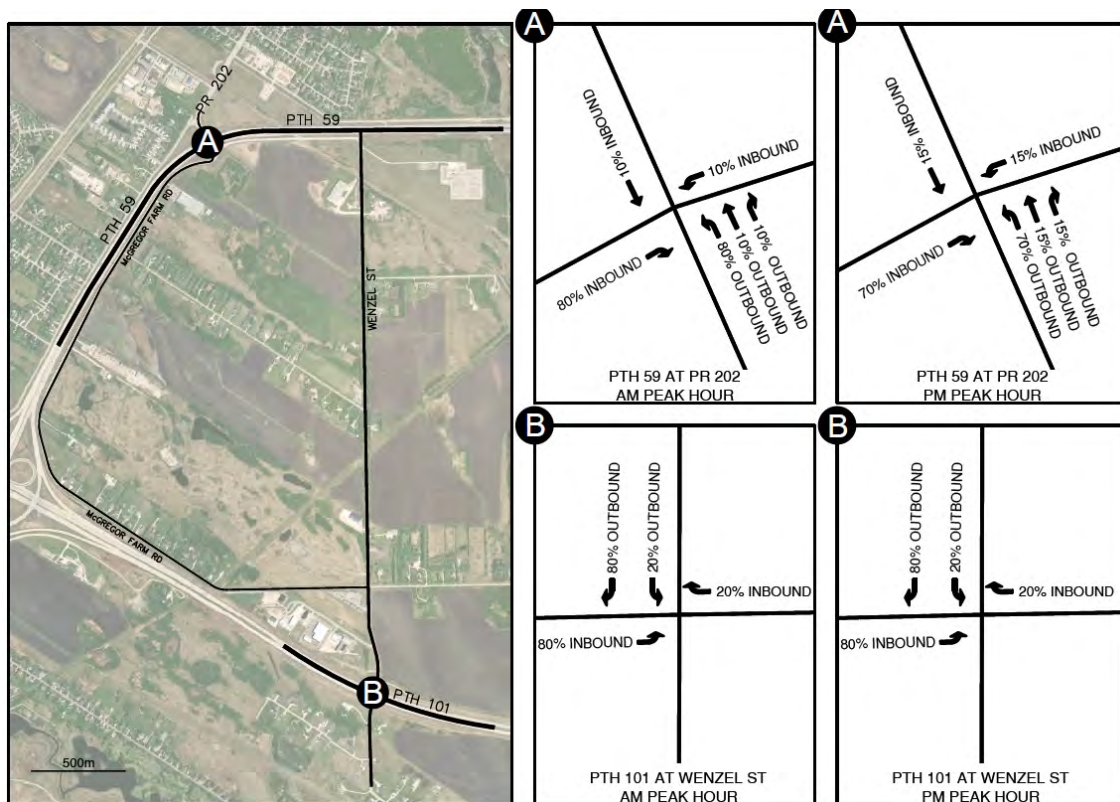 A
PR 202
PTH 59
PTH 59
McGREGOR FARM RD
WENZEL ST
McGREGOR FARM RD
B
PTH 101
500m
A
10% INBOUND
10% INBOUND
80% INBOUND
80% OUTBOUND
10% OUTBOUND
10% OUTBOUND
PTH 59 AT PR 202
AM PEAK HOUR
A
15% INBOUND
15% INBOUND
70% INBOUND
70% OUTBOUND
15% OUTBOUND
15% OUTBOUND
PTH 59 AT PR 202
PM PEAK HOUR
B
80% OUTBOUND
20% OUTBOUND
20% INBOUND
80% INBOUND
PTH 101 AT WENZEL ST
AM PEAK HOUR
B
80% OUTBOUND
20% OUTBOUND
20% INBOUND
80% INBOUND
PTH 101 AT WENZEL ST
PM PEAK HOUR